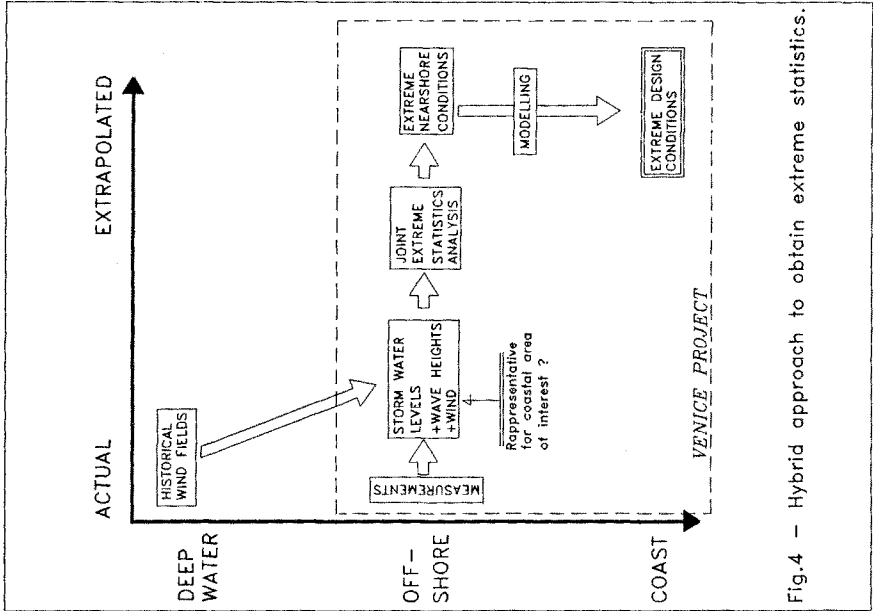 ACTUAL
EXTRAPOLATED
DEEP
WATER
HISTORICAL
WIND FIELDS
OFF-
SHORE
MEASUREMENTS
STORM WATER
LEVELS
+WAVE HEIGHTS
+WIND
JOINT
EXTREME
STATISTICS
ANALYSIS
EXTREME
NEARSHORE
CONDITIONS
Rappresentative
for coastal area
of interest ?
MODELLING
COAST
EXTREME DESIGN
CONDITIONS
VENICE PROJECT
Fig.4 – Hybrid approach to obtain extreme statistics.